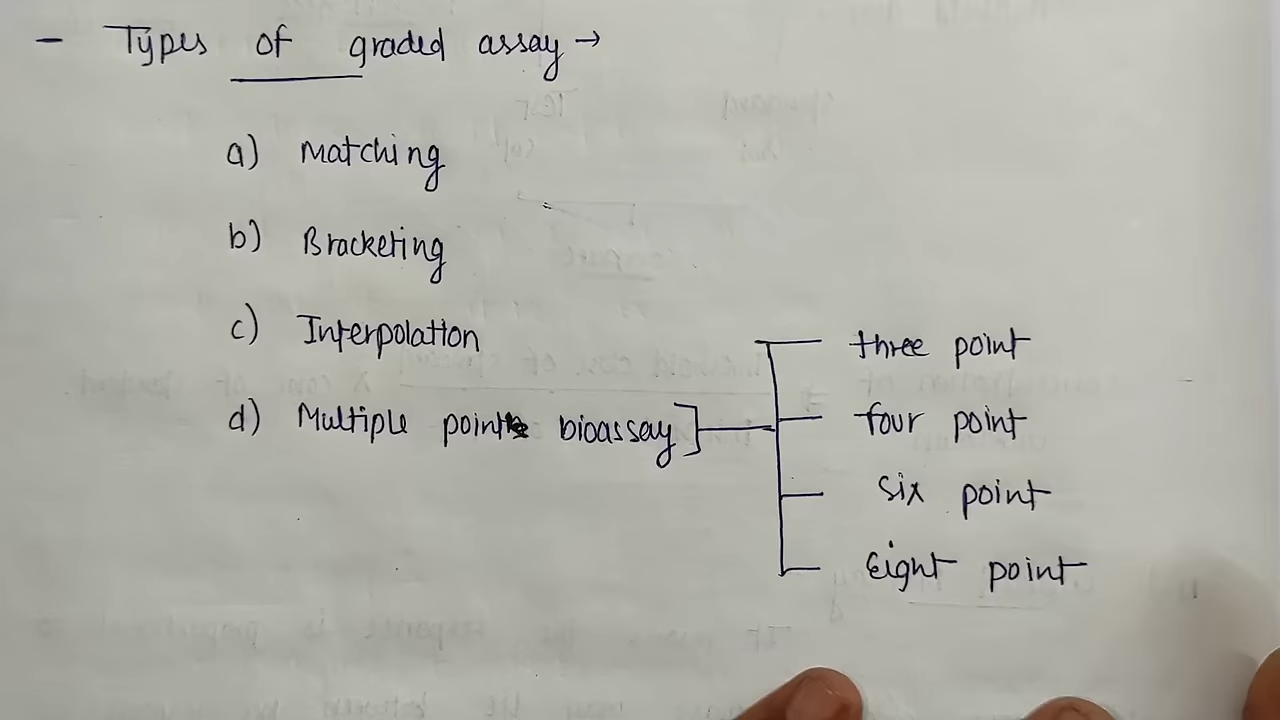 - Types of graded assay →
a) Matching
b) Bracketing
c) Interpolation
d) Multiple point bioassay
three point
four point
six point
Eight point